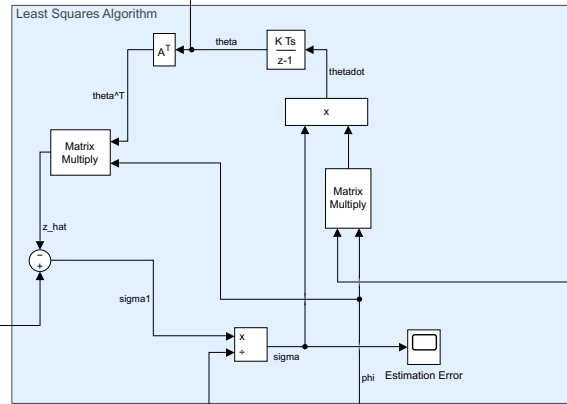 Least Squares Algorithm
A^T
theta
K Ts
z-1
thetadot
theta^T
x
Matrix
Multiply
Matrix
Multiply
z_hat
−
+
sigma1
x
÷
sigma
phi
Estimation Error